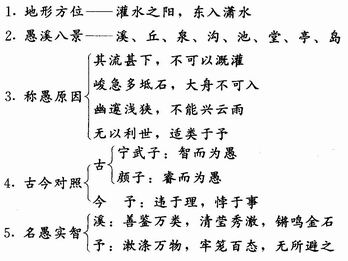 1. 地形方位——灌水之阳，东入潇水
2. 愚溪八景——溪、丘、泉、沟、池、堂、亭、岛
3. 称愚原因
其流甚下，不可以溉灌
峻急多坻石，大舟不可入
幽邃浅狭，不能兴云雨
无以利世，适类于予
4. 古今对照
古
宁武子：智而为愚
颜子：睿而为愚
今 子：违于理，悖于事
5. 名愚实智
溪：善鉴万类，清莹秀澈，锵鸣金石
予：漱涤万物，牢笼百态，无所避之